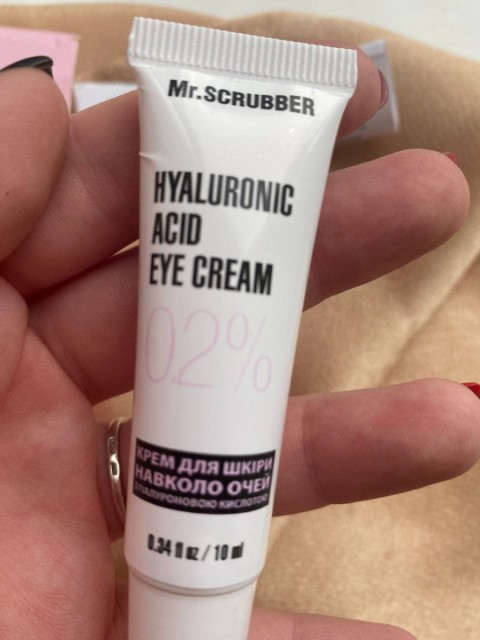 Mr.SCRUBBER
HYALURONIC
ACID
EYE CREAM
0.2%
КРЕМ ДЛЯ ШКІРИ
НАВКОЛО ОЧЕЙ
З ГІАЛУРОНОВОЮ КИСЛОТОЮ
0.34 fl oz / 10 ml